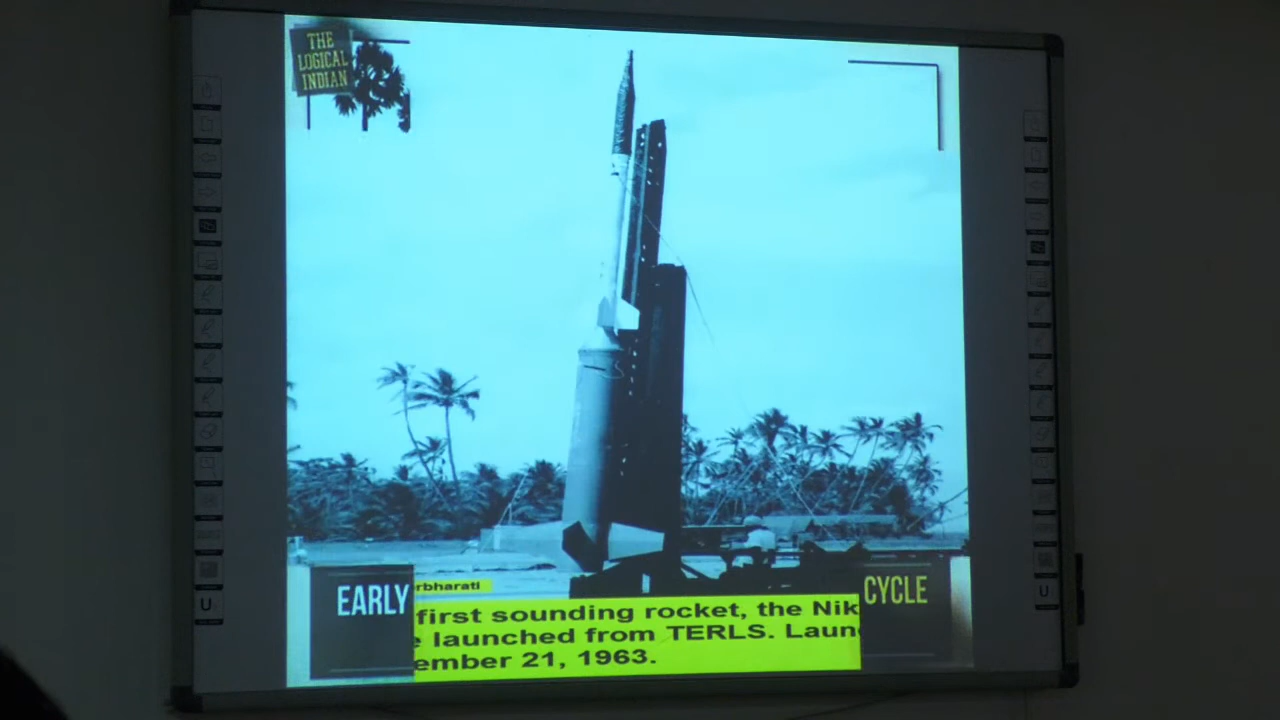 THE
LOGICAL
INDIAN
EARLY
rbharati
first sounding rocket, the Nik
launched from TERLS. Laun
ember 21, 1963.
CYCLE
U
U